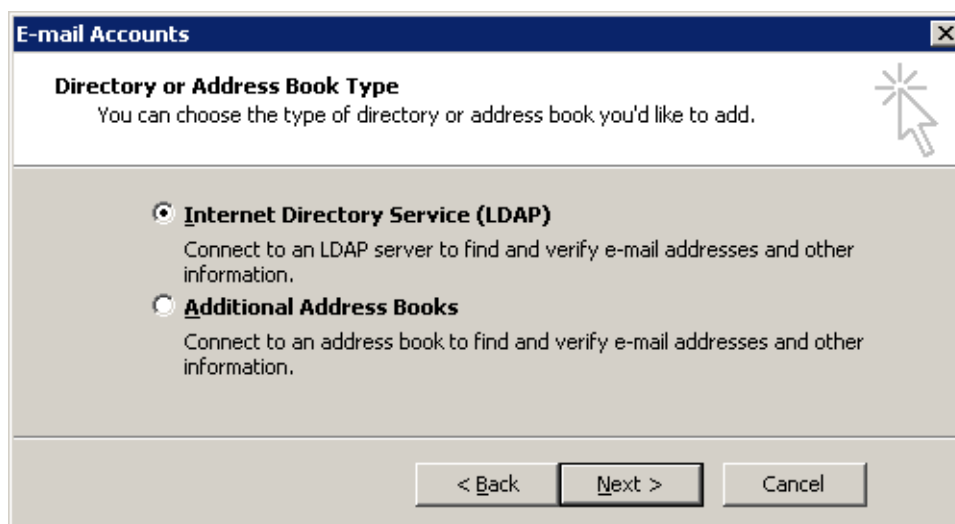 E-mail Accounts
Directory or Address Book Type
You can choose the type of directory or address book you'd like to add.
Internet Directory Service (LDAP)
Connect to an LDAP server to find and verify e-mail addresses and other
information.
Additional Address Books
Connect to an address book to find and verify e-mail addresses and other
information.
< Back Next > Cancel